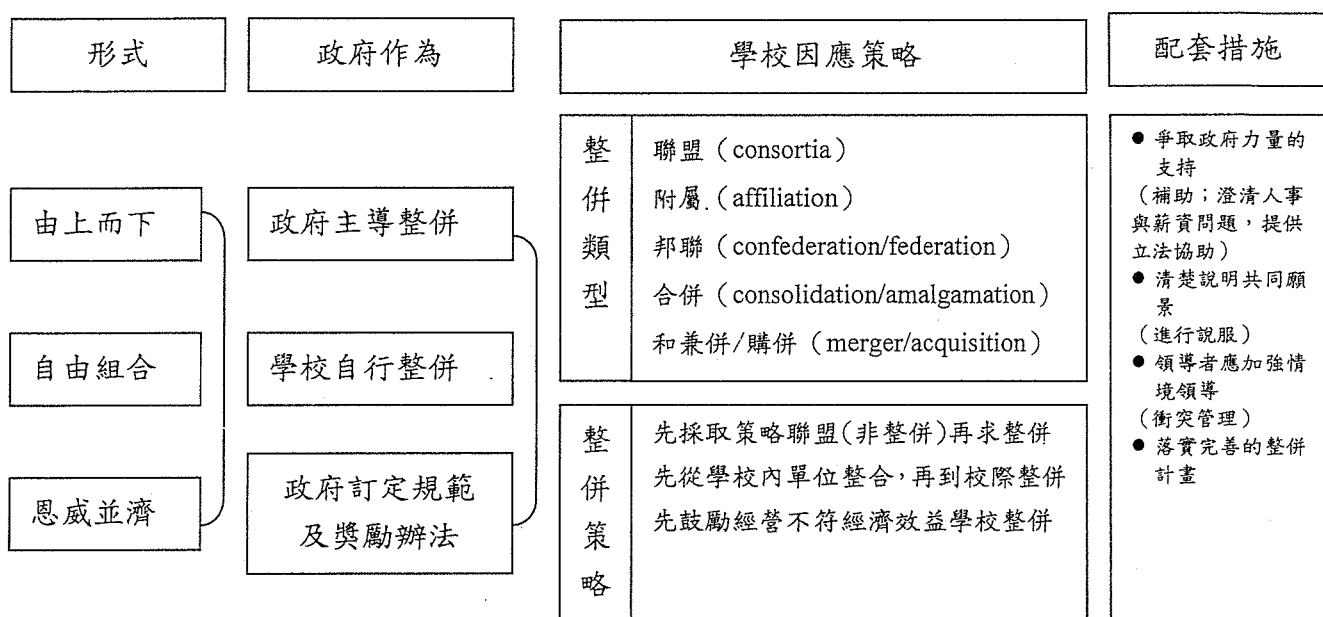 形式
政府作為
學校因應策略
配套措施
由上而下
自由組合
恩威並濟
政府主導整併
學校自行整併
政府訂定規範
及獎勵辦法
整併類型
聯盟（consortia）
附屬（affiliation）
邦聯（confederation/federation）
合併（consolidation/amalgamation）
和兼併/購併（merger/acquisition）
整併策略
先採取策略聯盟(非整併)再求整併
先從學校內單位整合，再到校際整併
先鼓勵經營不符經濟效益學校整併
● 爭取政府力量的
支持
（補助；澄清人事
與薪資問題，提供
立法協助）
● 清楚說明共同願
景
（進行說服）
● 領導者應加強情
境領導
（衝突管理）
● 落實完善的整併
計畫